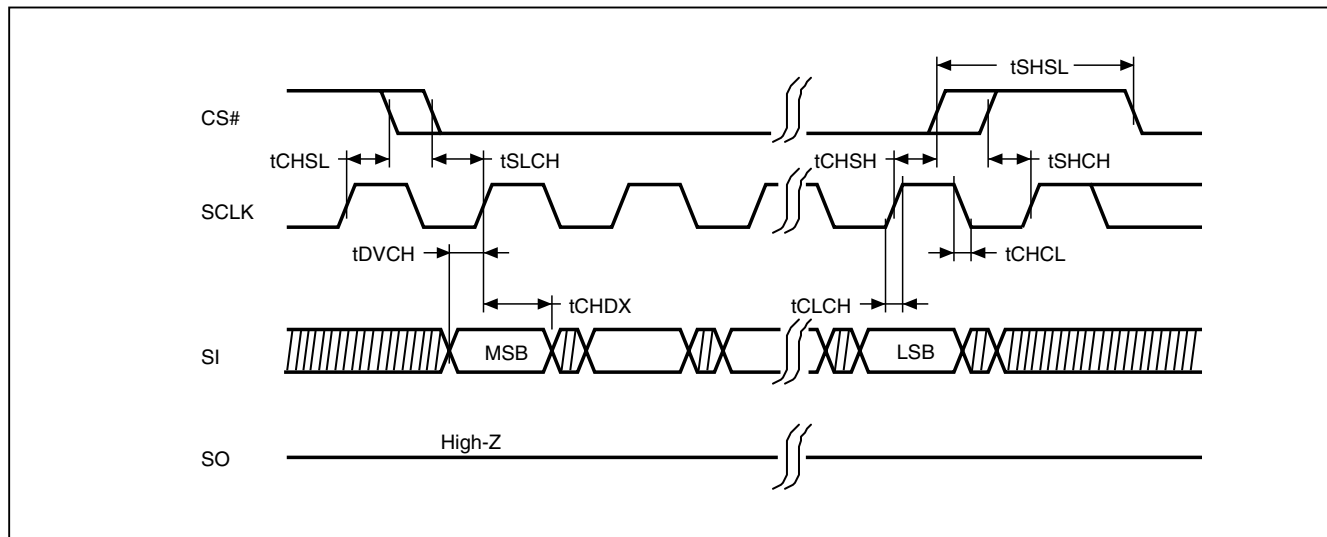 tSHSL
CS#
tCHSL
tSLCH
tCHSH
tSHCH
SCLK
tDVCH
tCHCL
tCHDX
tCLCH
SI
MSB
LSB
High-Z
SO